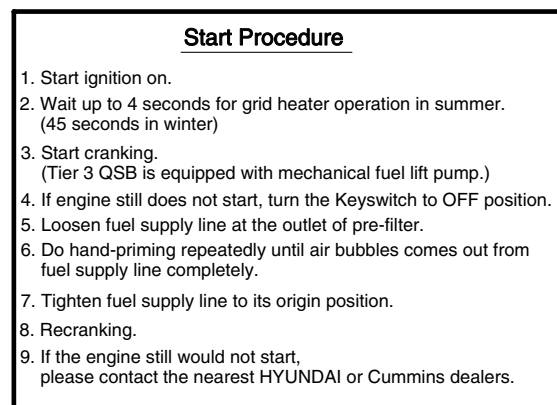 Start Procedure
1. Start ignition on.
2. Wait up to 4 seconds for grid heater operation in summer.
(45 seconds in winter)
3. Start cranking.
(Tier 3 QSB is equipped with mechanical fuel lift pump.)
4. If engine still does not start, turn the Keyswitch to OFF position.
5. Loosen fuel supply line at the outlet of pre-filter.
6. Do hand-priming repeatedly until air bubbles comes out from
fuel supply line completely.
7. Tighten fuel supply line to its origin position.
8. Recranking.
9. If the engine still would not start,
please contact the nearest HYUNDAI or Cummins dealers.